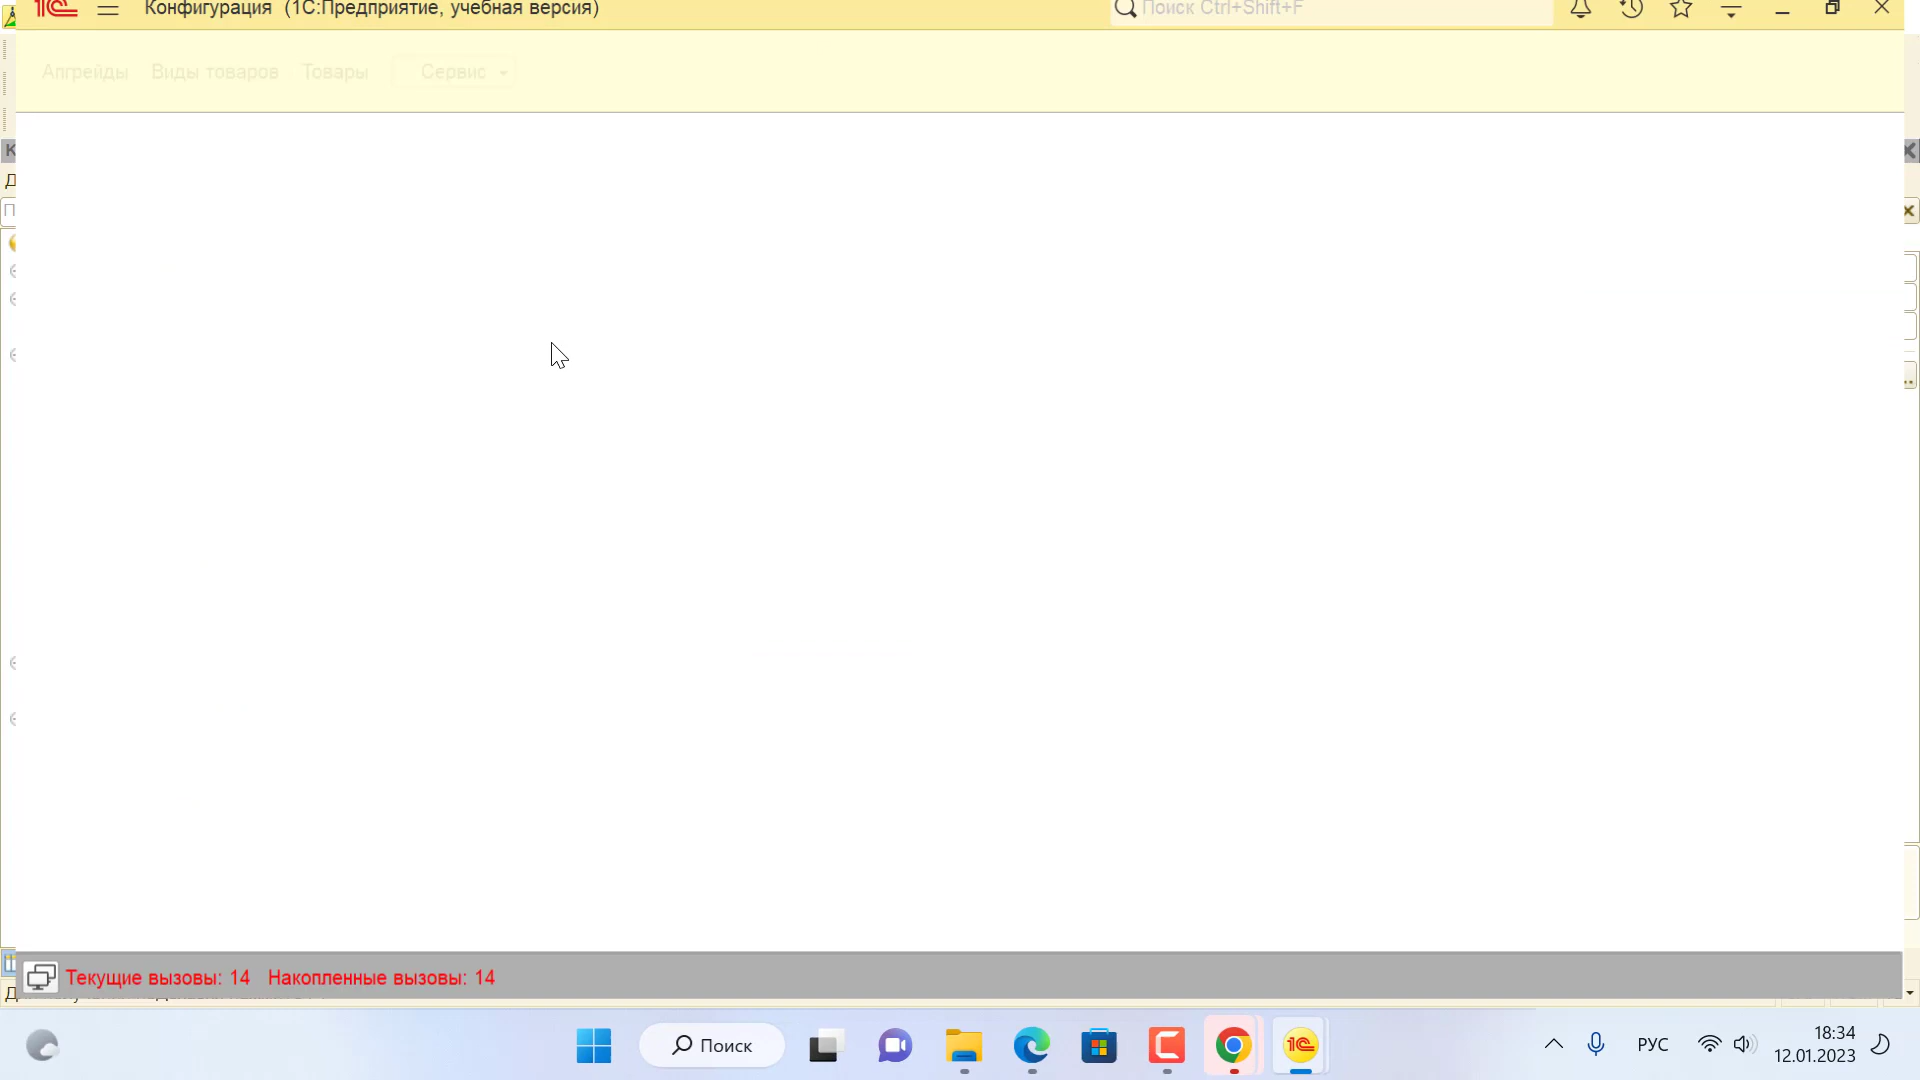 1С Конфигурация (1С:Предприятие, учебная версия) Поиск Ctrl+Shift+F
Апгрейды Виды товаров Товары Сервис
К
Д
П
Текущие вызовы: 14 Накопленные вызовы: 14
Поиск
РУС
18:34
12.01.2023